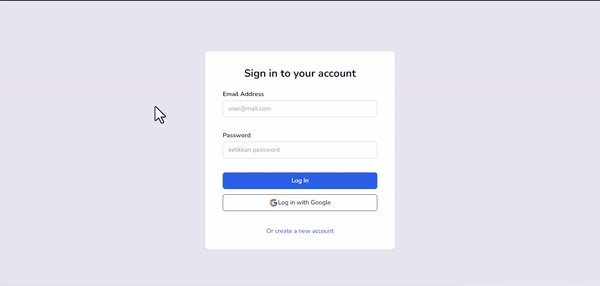 Sign in to your account
Email Address
user@mail.com
Password
ketikkan password
Log In
Log in with Google
Or create a new account